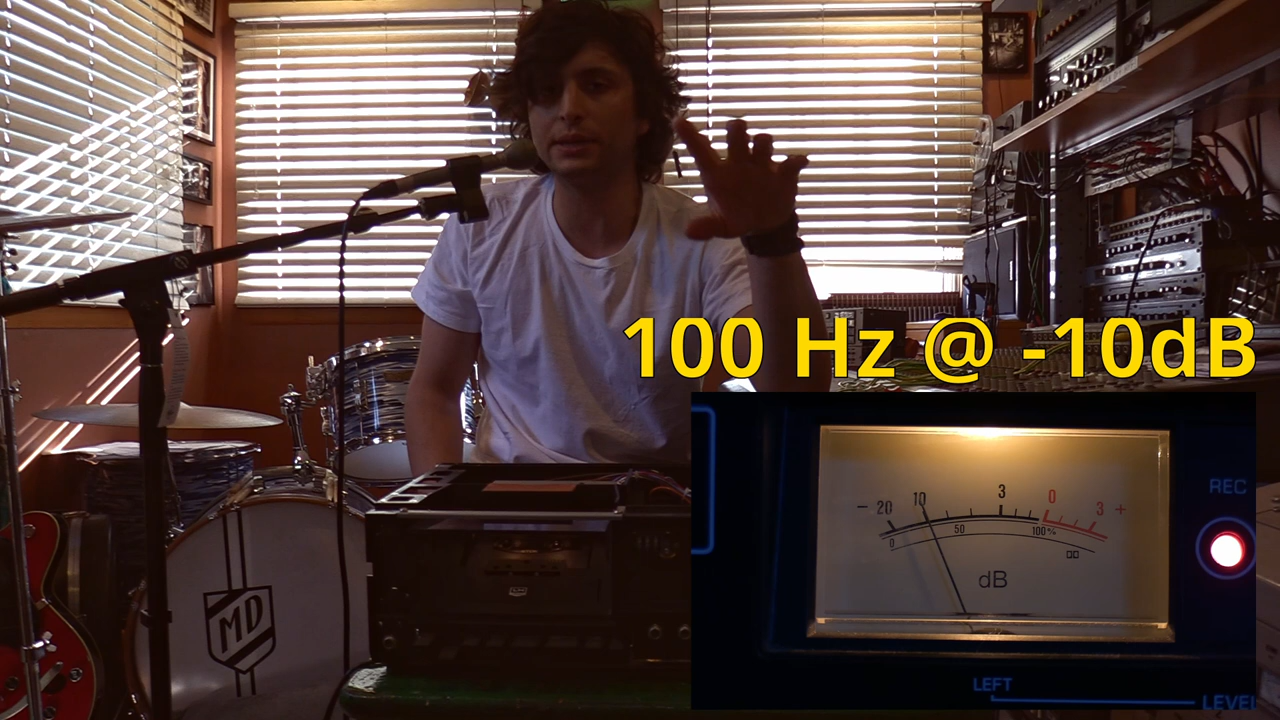 100 Hz @ -10dB
MD
REC
- 20 10 3 0 3 +
0 50 100%
dB
LEFT
LEVEL